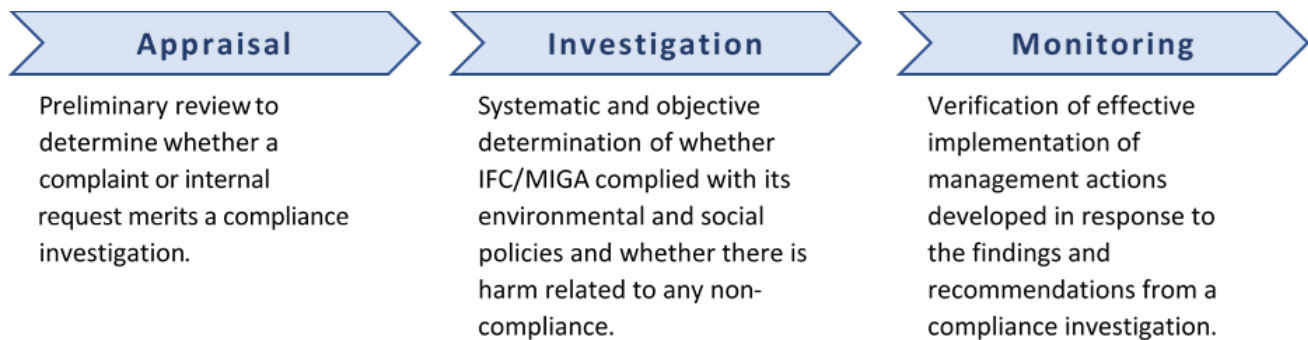 Appraisal
Preliminary review to
determine whether a
complaint or internal
request merits a compliance
investigation.
Investigation
Systematic and objective
determination of whether
IFC/MIGA complied with its
environmental and social
policies and whether there is
harm related to any non-
compliance.
Monitoring
Verification of effective
implementation of
management actions
developed in response to
the findings and
recommendations from a
compliance investigation.